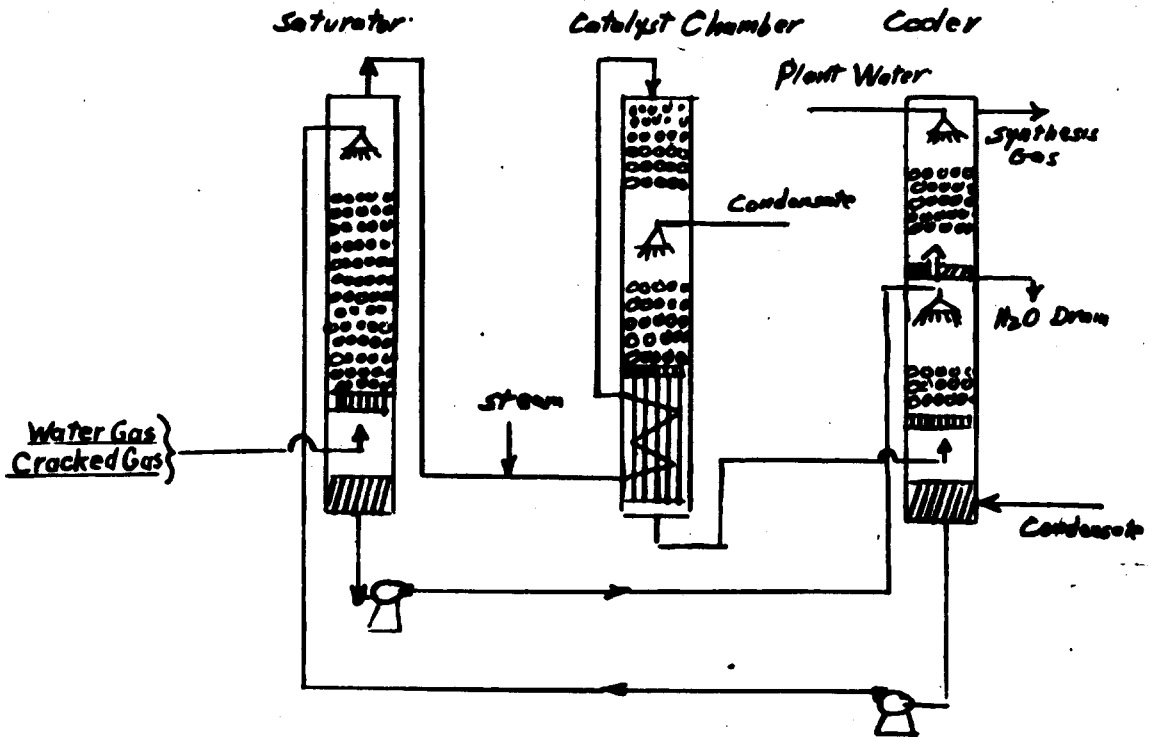 Saturator
Catalyst Chamber
Cooler
Plant Water
Synthesis
Gas
Condensate
H2O Drain
steam
Water Gas
Cracked Gas
Condensate